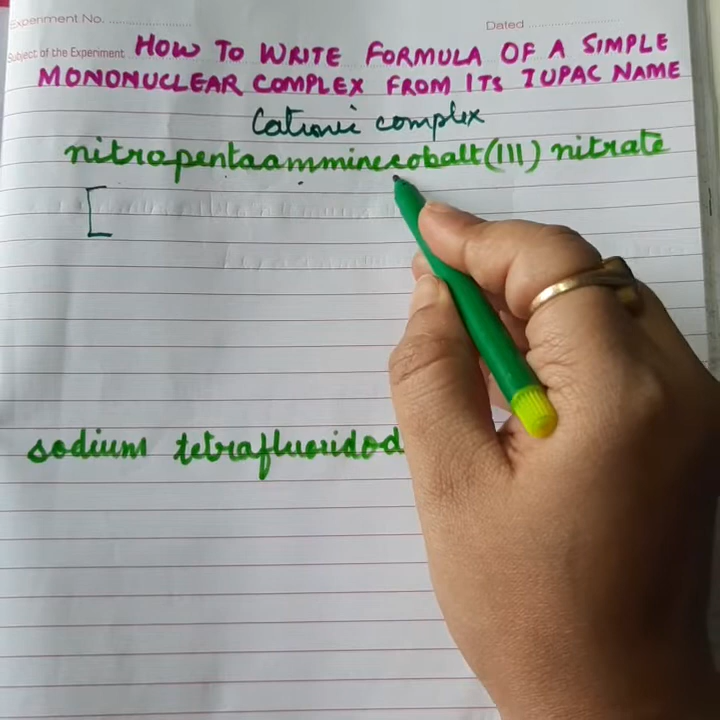 Experiment No. ....................
Dated ....................
Subject of the Experiment HOW TO WRITE FORMULA OF A SIMPLE
MONONUCLEAR COMPLEX FROM ITS IUPAC NAME
Cationic complex
nitropentaamminecobalt(III) nitrate
[
sodium tetrafluoridod